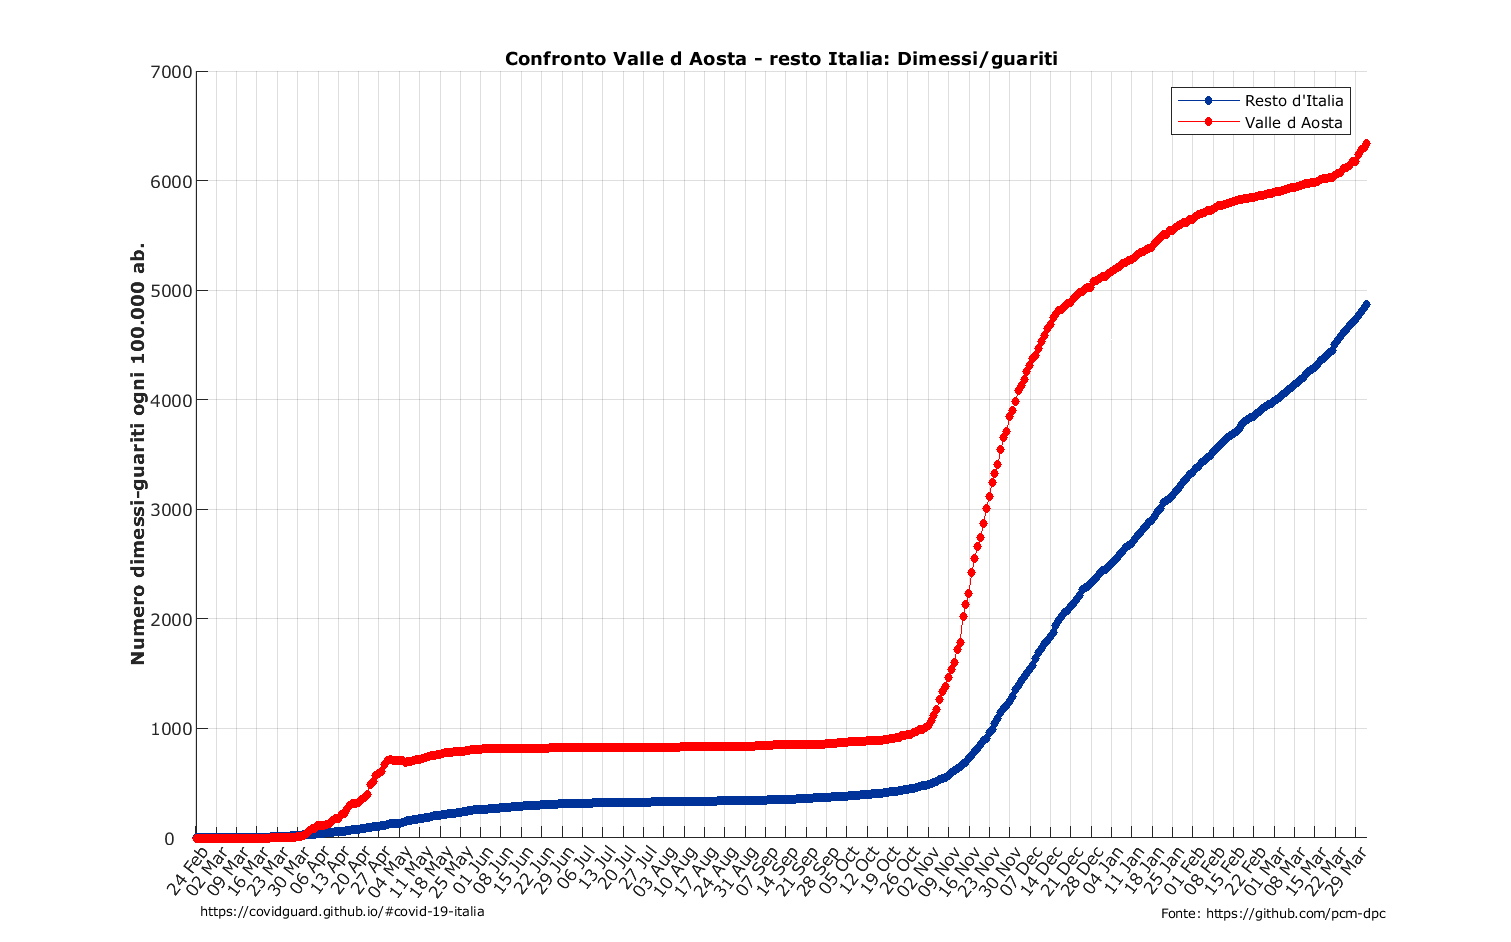 Confronto Valle d Aosta - resto Italia: Dimessi/guariti
Resto d'Italia
Valle d Aosta
Numero dimessi-guariti ogni 100.000 ab.
7000
6000
5000
4000
3000
2000
1000
0
24 Feb
02 Mar
09 Mar
16 Mar
23 Mar
30 Mar
06 Apr
13 Apr
20 Apr
27 Apr
04 May
11 May
18 May
25 May
01 Jun
08 Jun
15 Jun
22 Jun
29 Jun
06 Jul
13 Jul
20 Jul
27 Jul
03 Aug
10 Aug
17 Aug
24 Aug
31 Aug
07 Sep
14 Sep
21 Sep
28 Sep
05 Oct
12 Oct
19 Oct
26 Oct
02 Nov
09 Nov
16 Nov
23 Nov
30 Nov
07 Dec
14 Dec
21 Dec
28 Dec
04 Jan
11 Jan
18 Jan
25 Jan
01 Feb
08 Feb
15 Feb
22 Feb
01 Mar
08 Mar
15 Mar
22 Mar
29 Mar
https://covidguard.github.io/#covid-19-italia
Fonte: https://github.com/pcm-dpc